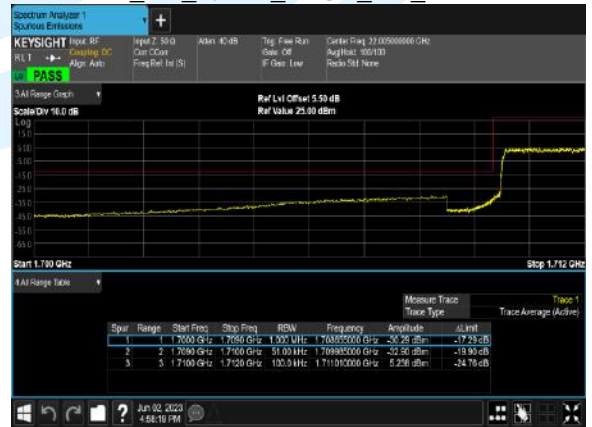 Spectrum Analyzer 1
Spurious Emissions
+
KEYSIGHT Input: RF Input Z: 50 Ω Atten: 40 dB Trig: Free Run Center Freq: 22.005000000 GHz
RLT Coupling: DC Corr CCorr Gate: Off Avg|Hold: 100/100
Align: Auto Freq Ref: Int (S) IF Gain: Low Radio Std: None
PASS
3.All Range Graph
Scale/Div 10.0 dB Ref Lvl Offset 5.50 dB
Ref Value 25.00 dBm
Log
15.0
5.00
-5.00
-15.0
-25.0
-35.0
-45.0
-55.0
-65.0
Start 1.700 GHz Stop 1.712 GHz
4.All Range Table
Measure Trace Trace 1
Trace Type Trace Average (Active)
Spur Range Start Freq Stop Freq RBW Frequency Amplitude ΔLimit
1 1 1.7000 GHz 1.7090 GHz 1.000 MHz 1.708655000 GHz -30.29 dBm -17.29 dB
2 2 1.7090 GHz 1.7100 GHz 51.00 kHz 1.709985000 GHz -32.90 dBm -19.90 dB
3 3 1.7100 GHz 1.7120 GHz 100.0 kHz 1.711010000 GHz 5.236 dBm -24.76 dB
? Jun 02, 2023
4:58:18 PM